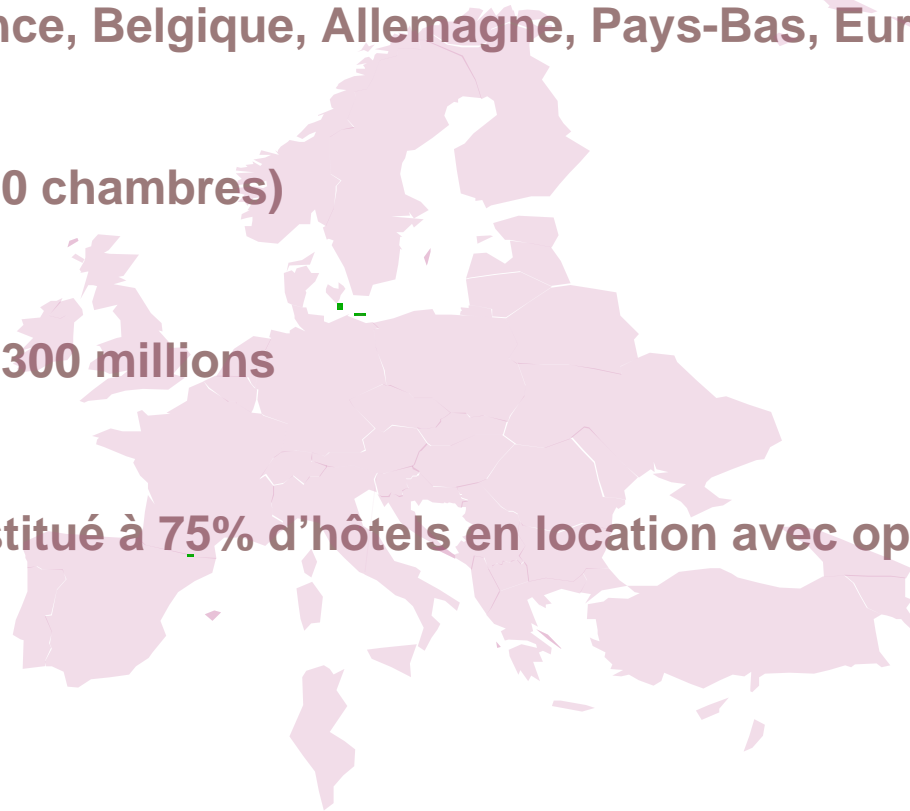 nce, Belgique, Allemagne, Pays-Bas, Eur
0 chambres)
300 millions
stitué à 75% d’hôtels en location avec op